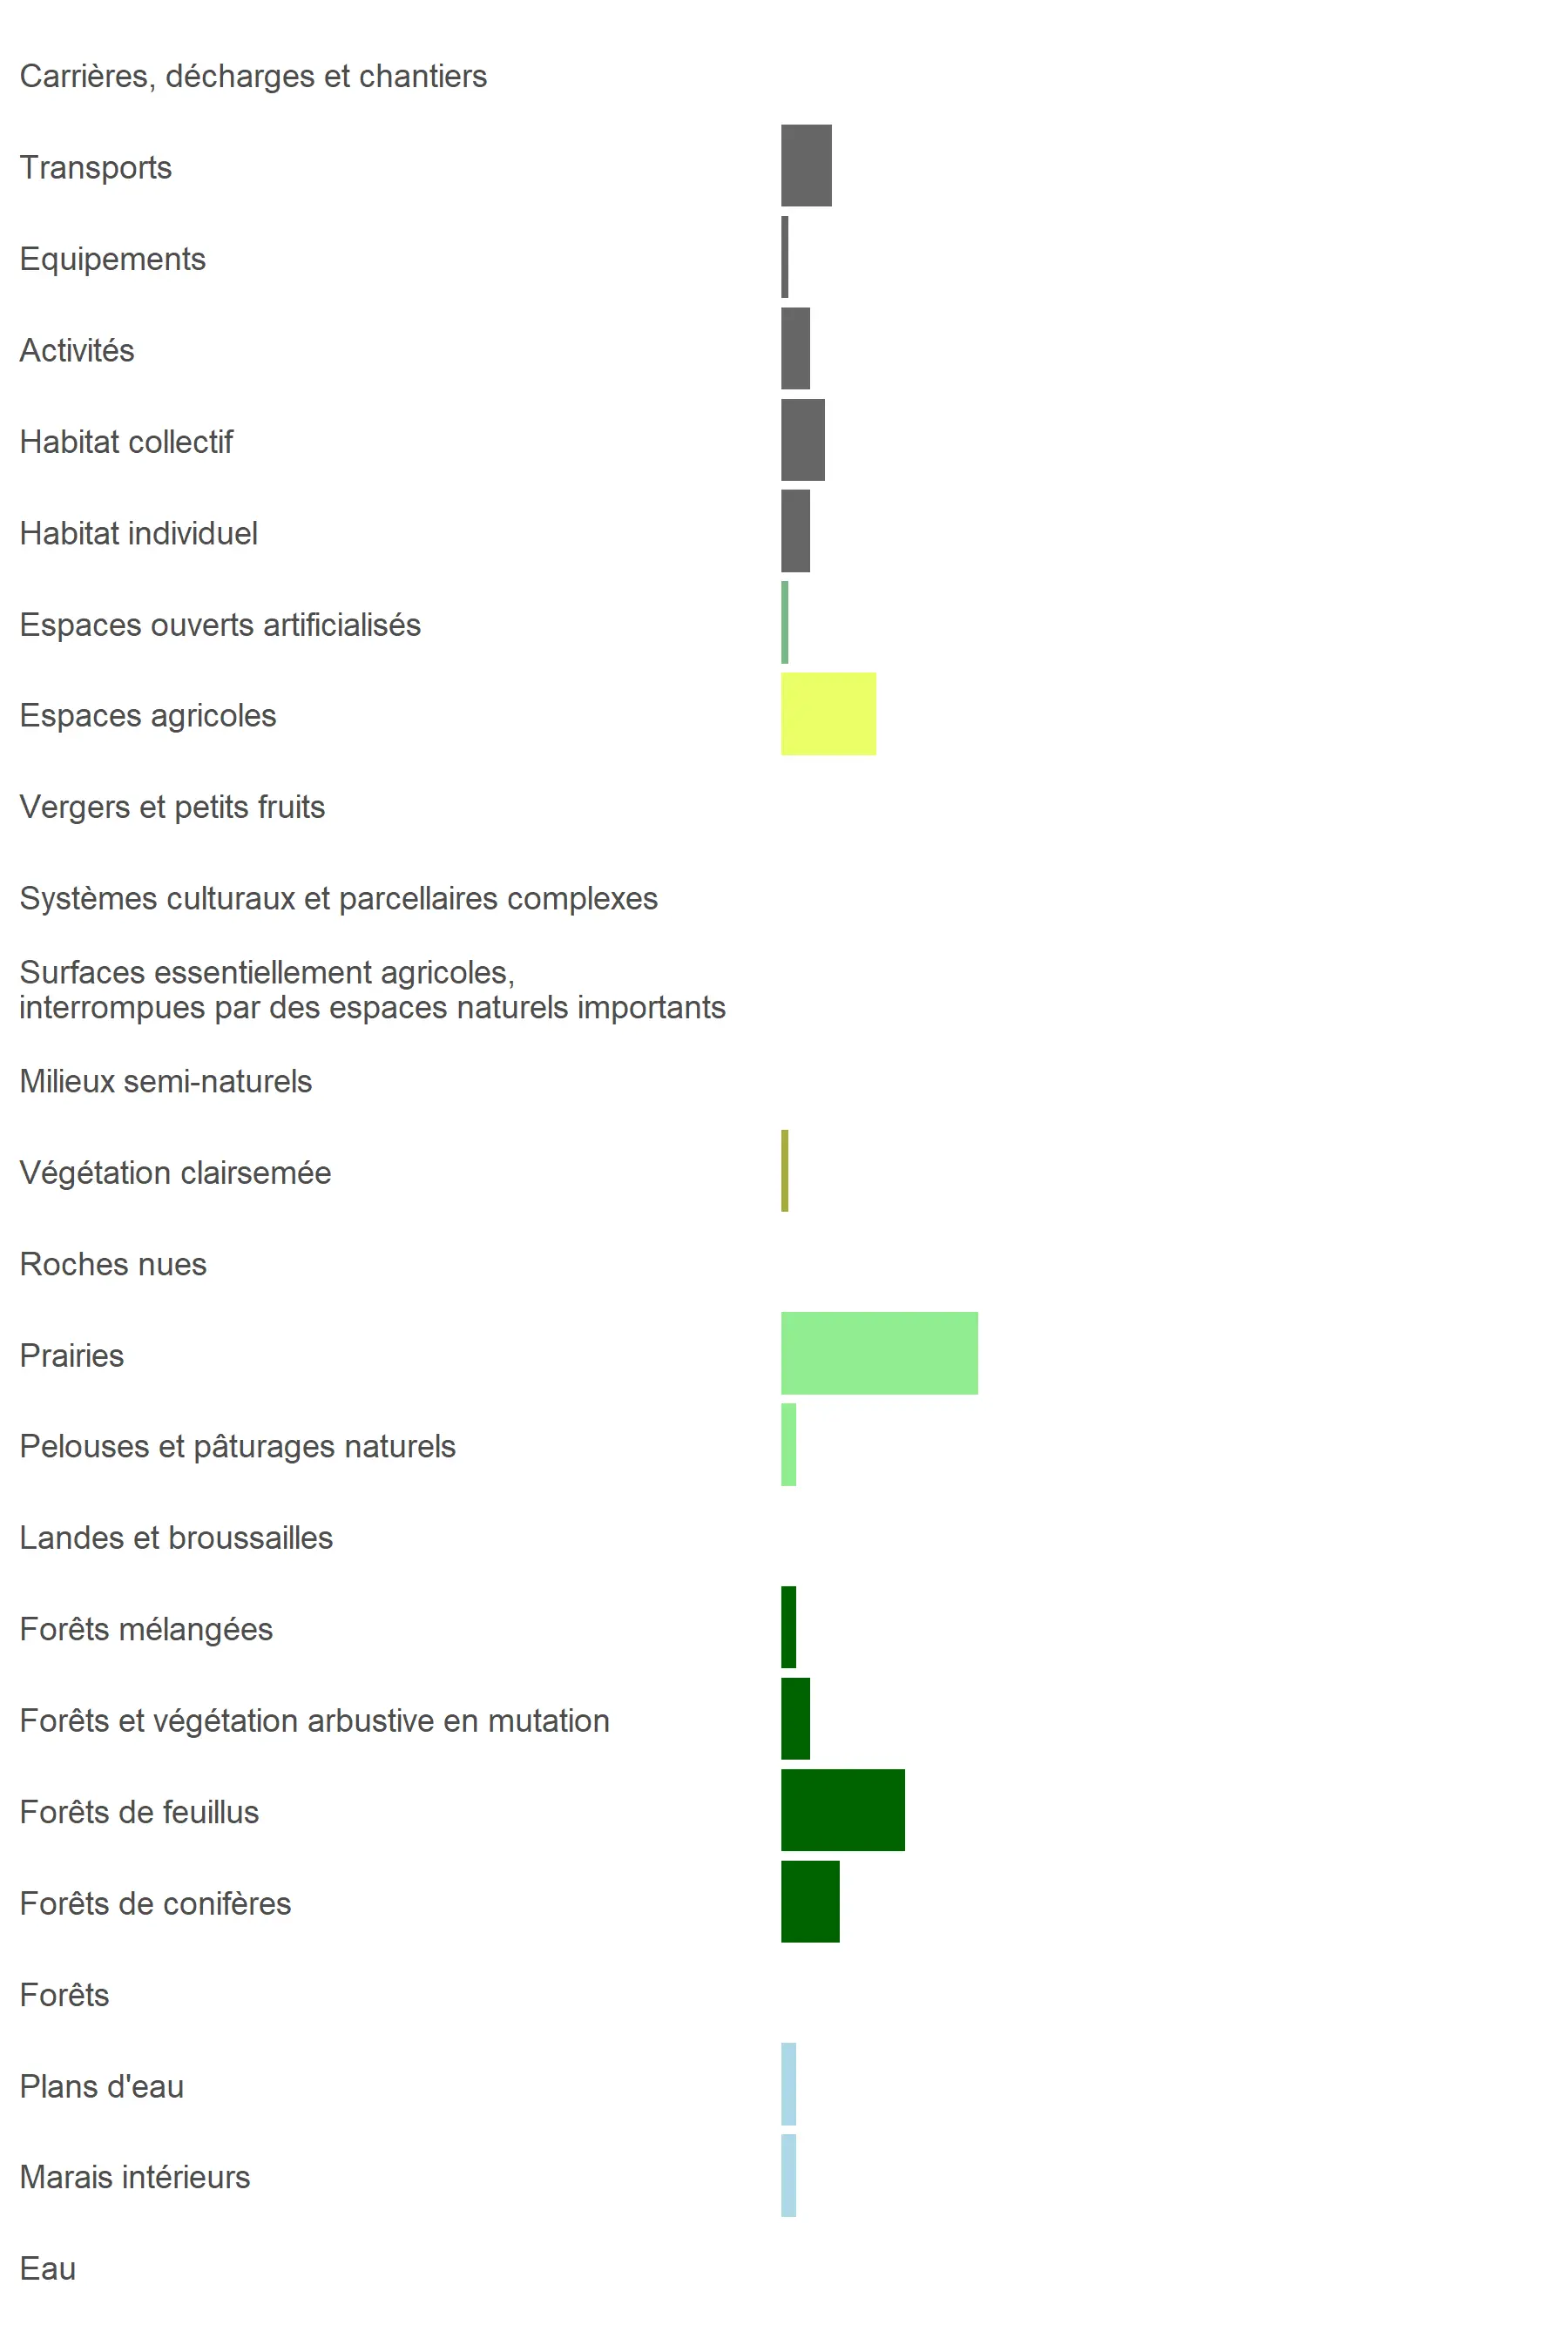 Carrières, décharges et chantiers
Transports
Equipements
Activités
Habitat collectif
Habitat individuel
Espaces ouverts artificialisés
Espaces agricoles
Vergers et petits fruits
Systèmes culturaux et parcellaires complexes
Surfaces essentiellement agricoles,
interrompues par des espaces naturels importants
Milieux semi-naturels
Végétation clairsemée
Roches nues
Prairies
Pelouses et pâturages naturels
Landes et broussailles
Forêts mélangées
Forêts et végétation arbustive en mutation
Forêts de feuillus
Forêts de conifères
Forêts
Plans d'eau
Marais intérieurs
Eau